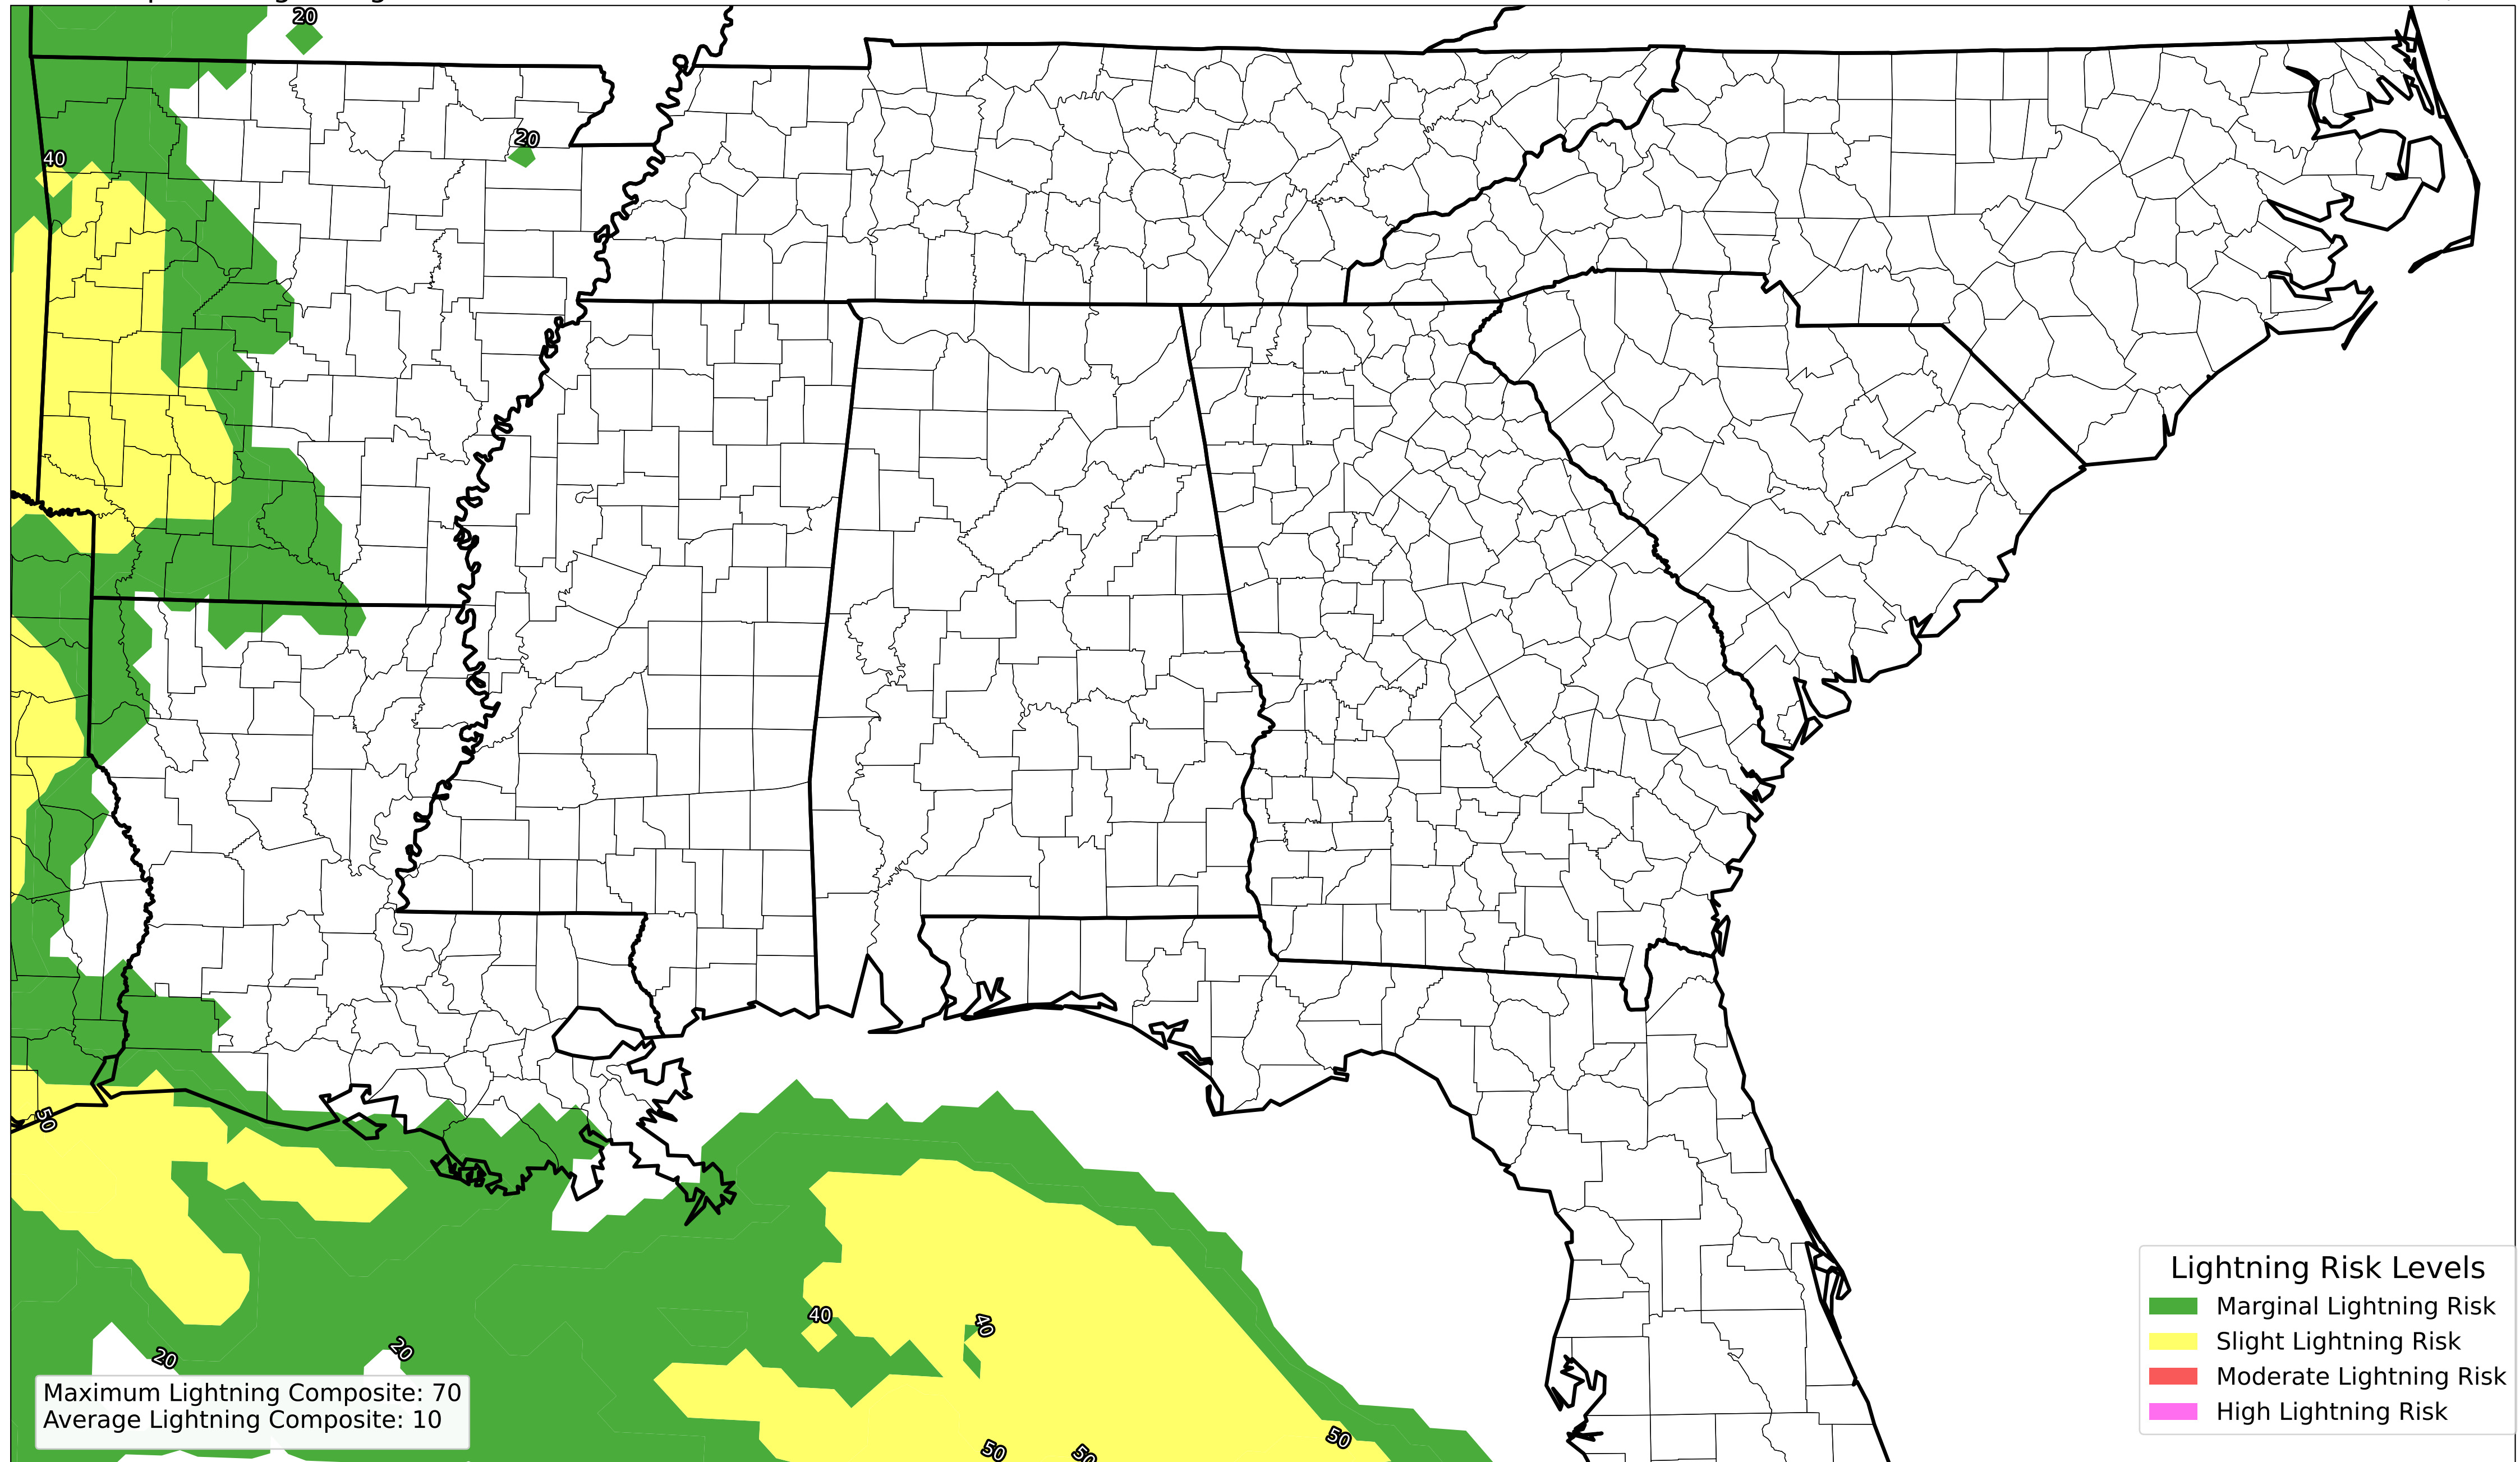 20
20
40
50
40
40
20
20
50
50
50
Maximum Lightning Composite: 70
Average Lightning Composite: 10
Lightning Risk Levels
Marginal Lightning Risk
Slight Lightning Risk
Moderate Lightning Risk
High Lightning Risk